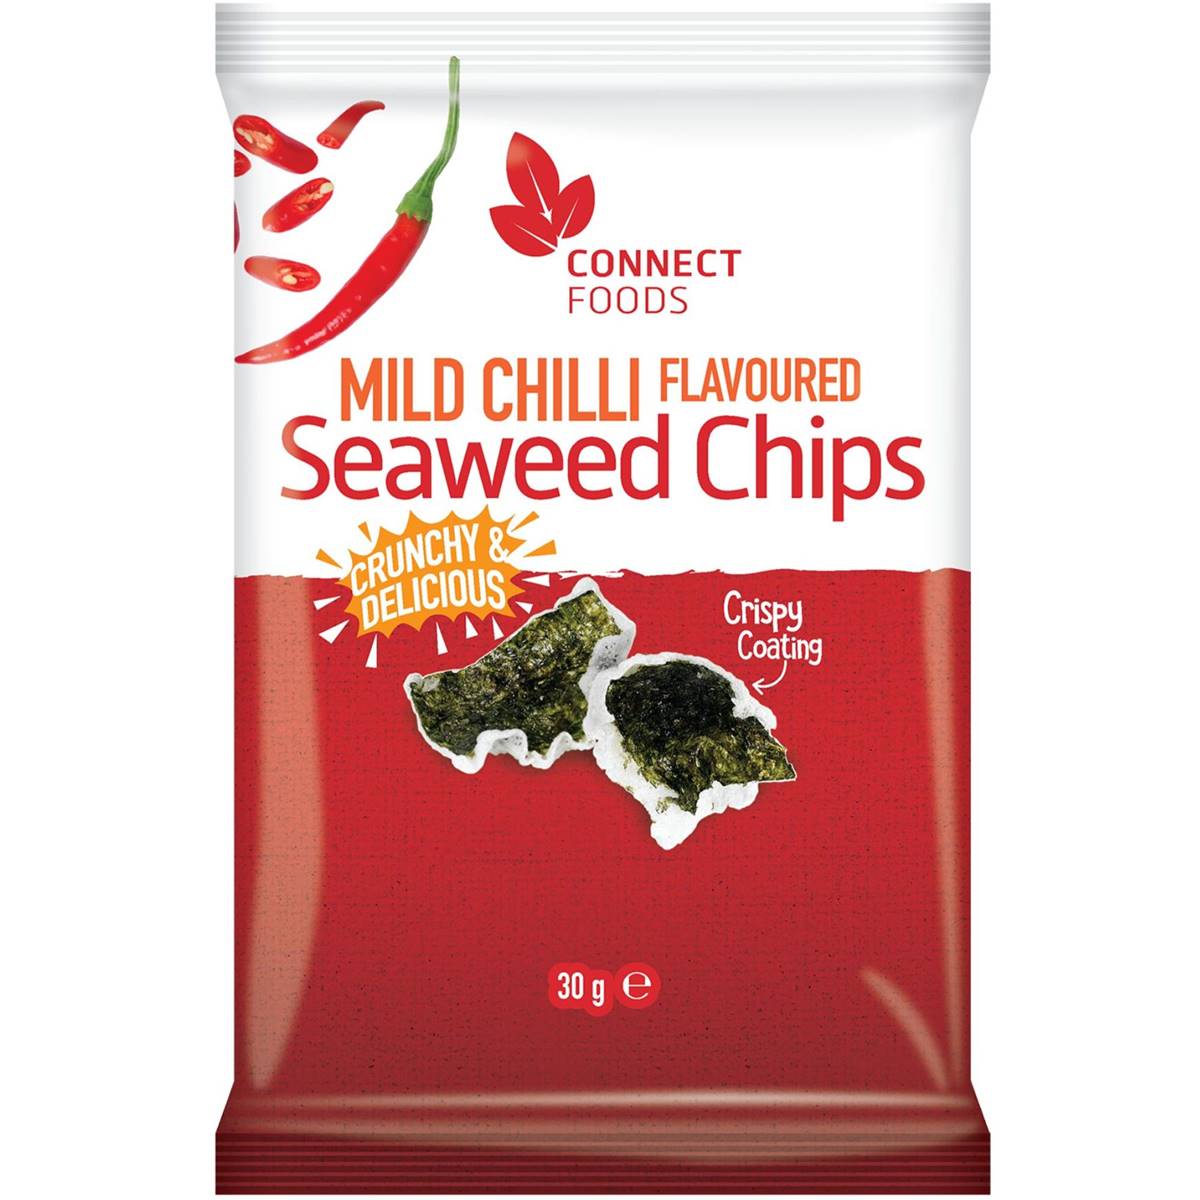 CONNECT
FOODS
MILD CHILLI FLAVOURED
Seaweed Chips
CRUNCHY &
DELICIOUS
Crispy
Coating
30 g ℮